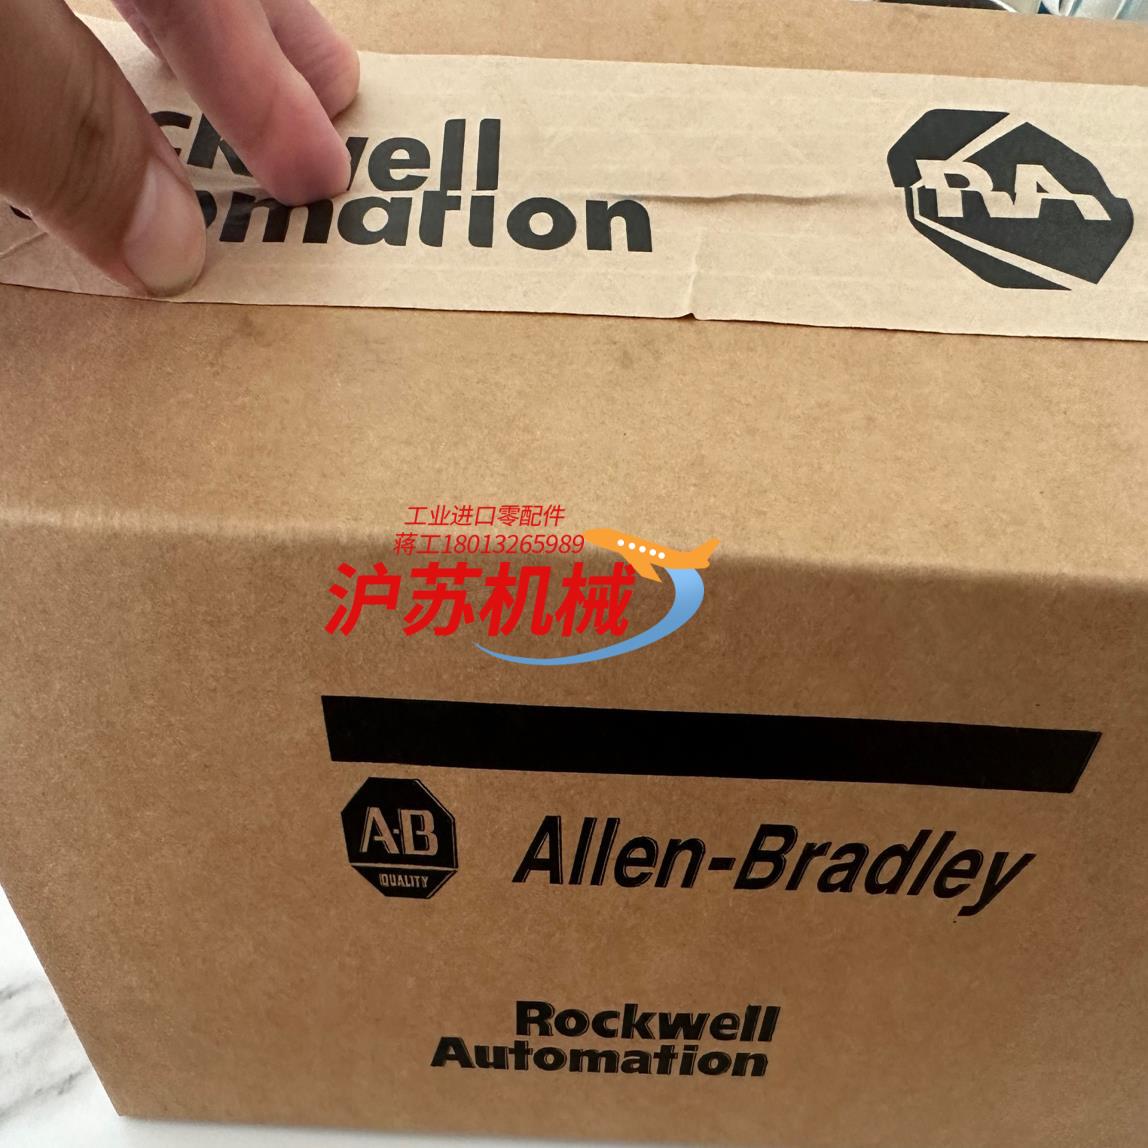 ckwell
omation
RA
工业进口零配件
蒋工18013265989
沪苏机械
A-B
QUALITY
Allen-Bradley
Rockwell
Automation